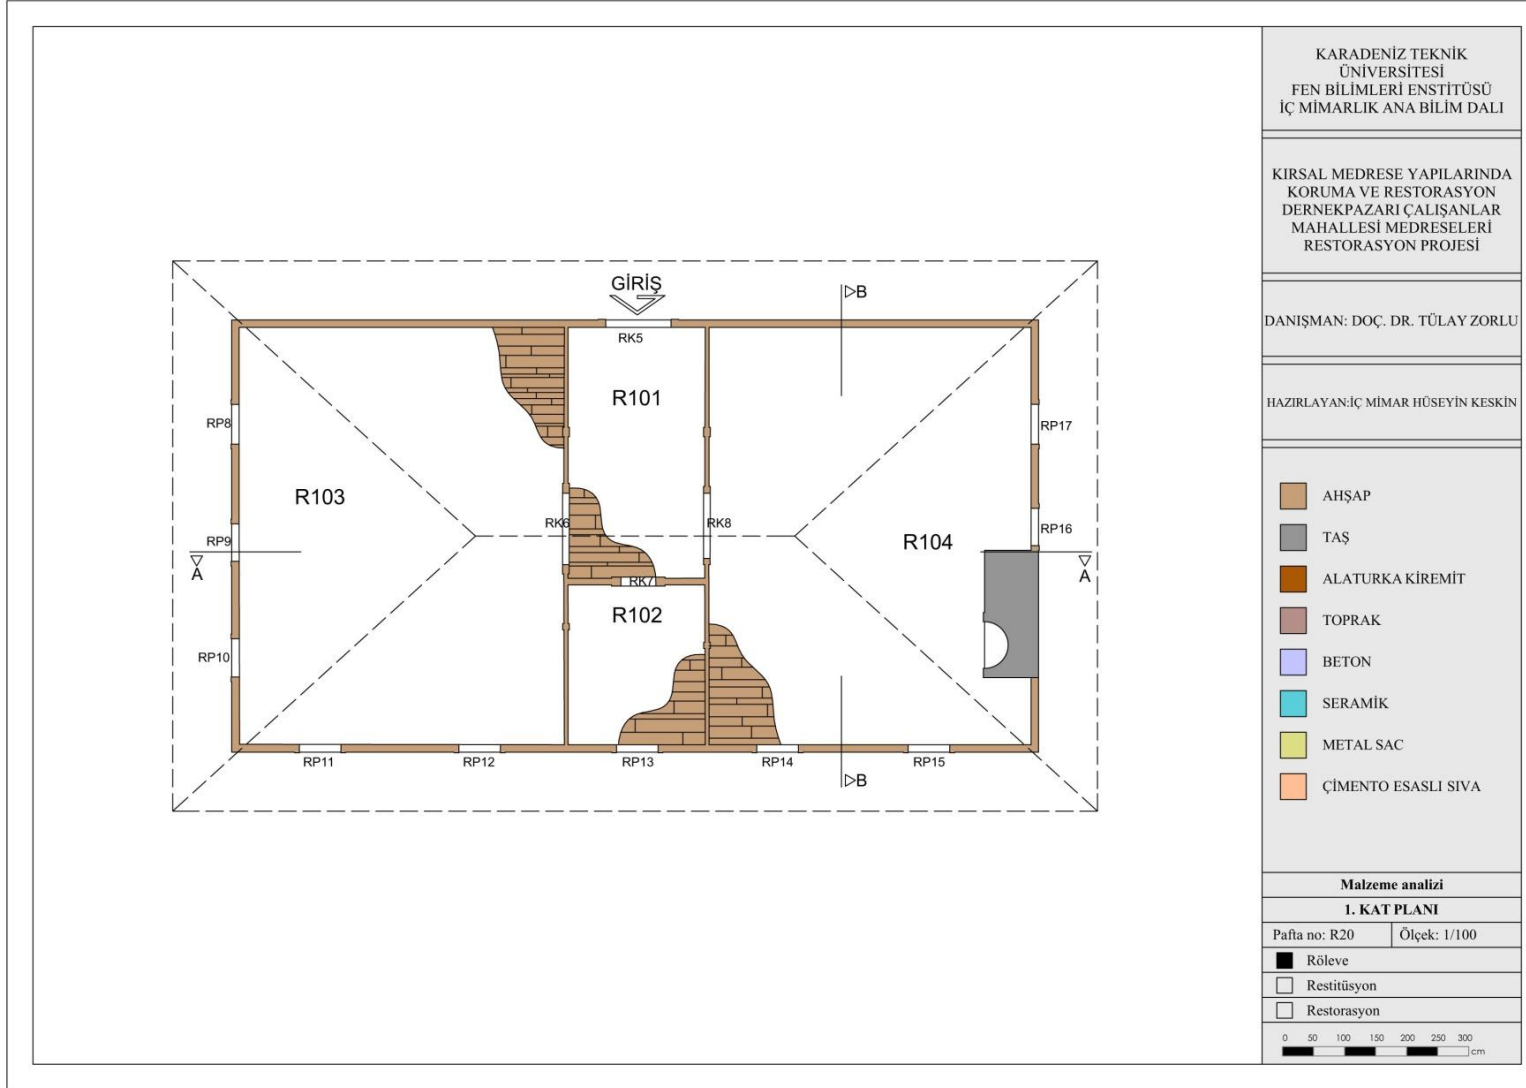 GİRİŞ
B
RK5
R101
RP8
RP17
R103
RK6
RK8
RP16
RP9
R104
A
A
RK7
R102
RP10
RP11
RP12
RP13
RP14
RP15
B
KARADENİZ TEKNİK
ÜNİVERSİTESİ
FEN BİLİMLERİ ENSTİTÜSÜ
İÇ MİMARLIK ANA BİLİM DALI
KIRSAL MEDRESE YAPILARINDA
KORUMA VE RESTORASYON
DERNEKPAZARI ÇALIŞANLAR
MAHALLESİ MEDRESELERİ
RESTORASYON PROJESİ
DANIŞMAN: DOÇ. DR. TÜLAY ZORLU
HAZIRLAYAN:İÇ MİMAR HÜSEYİN KESKİN
AHŞAP
TAŞ
ALATURKA KİREMİT
TOPRAK
BETON
SERAMİK
METAL SAC
ÇİMENTO ESASLI SIVA
Malzeme analizi
1. KAT PLANI
Pafta no: R20 Ölçek: 1/100
Röleve
Restitüsyon
Restorasyon
0 50 100 150 200 250 300
cm